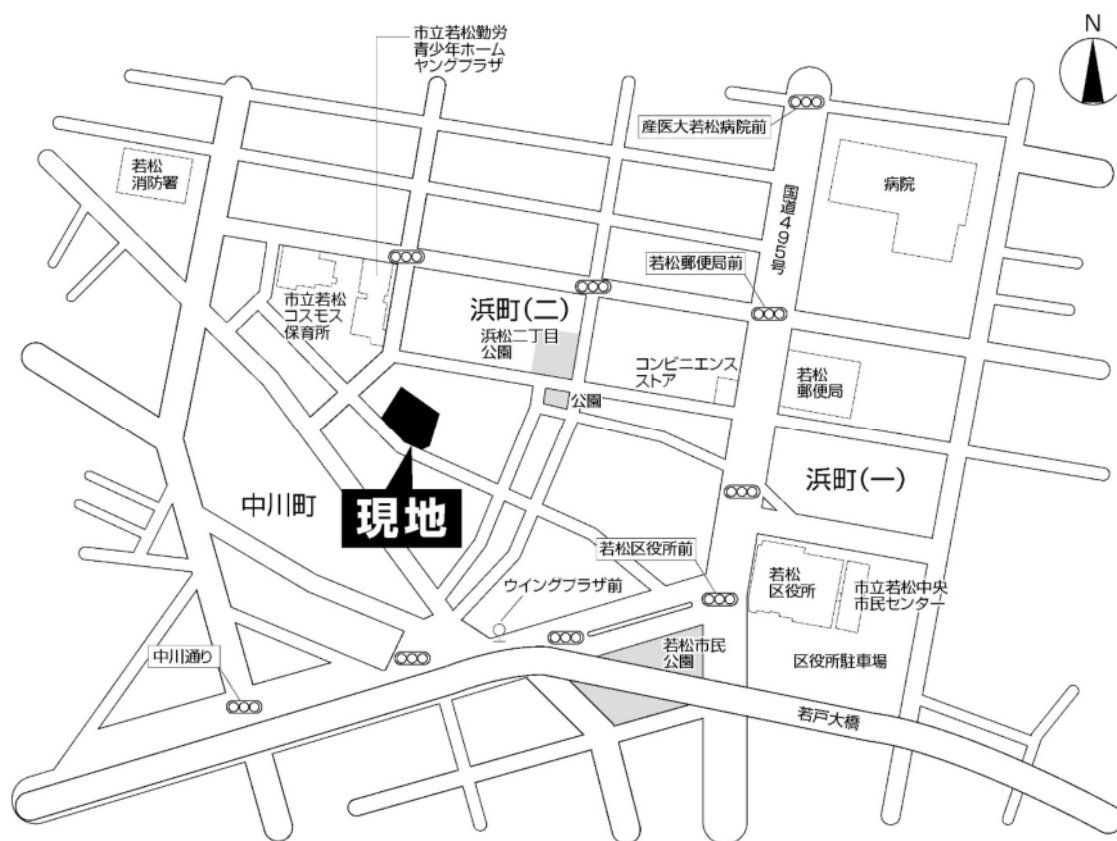 市立若松勤労
青少年ホーム
ヤングプラザ
N
産医大若松病院前
若松
消防署
病院
国道495号
若松郵便局前
市立若松
コスモス
保育所
浜町(二)
浜松二丁目
公園
コンビニエンス
ストア
若松
郵便局
公園
浜町(一)
中川町
現地
若松区役所前
若松
区役所
市立若松中央
市民センター
ウイングプラザ前
中川通り
若松市民
公園
区役所駐車場
若戸大橋